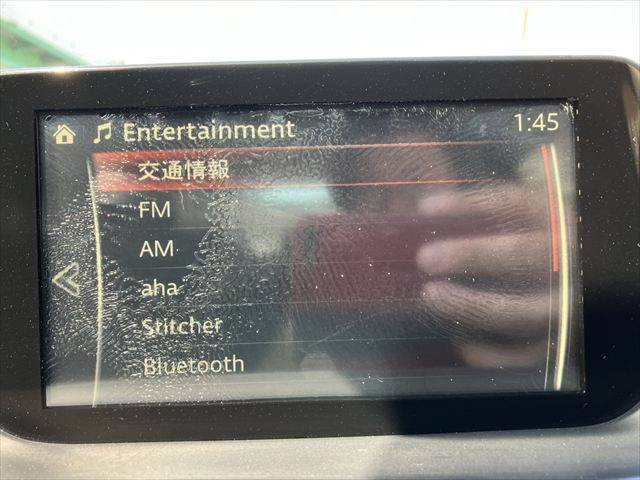 Entertainment 1:45
交通情報
FM
AM
aha
Stitcher
Bluetooth